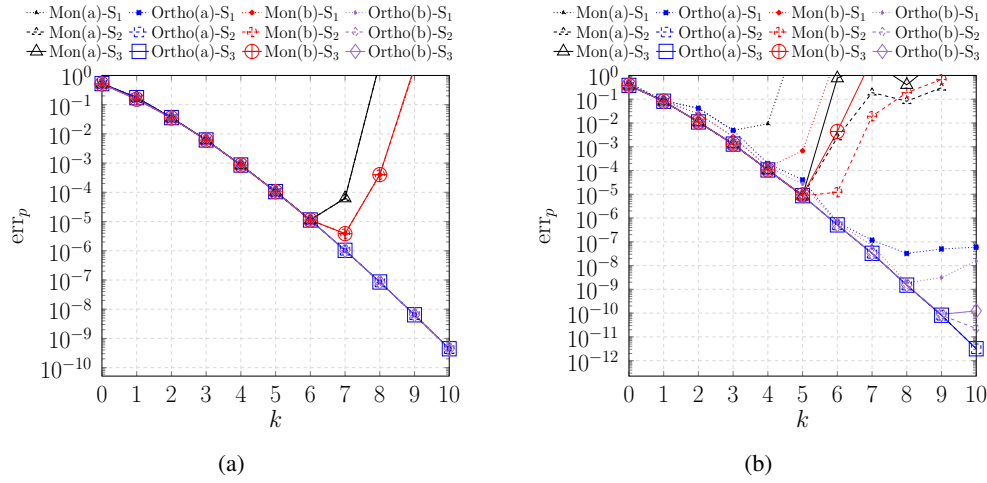 Mon(a)-S₁ Ortho(a)-S₁ Mon(b)-S₁ Ortho(b)-S₁
Mon(a)-S₂ Ortho(a)-S₂ Mon(b)-S₂ Ortho(b)-S₂
Mon(a)-S₃ Ortho(a)-S₃ Mon(b)-S₃ Ortho(b)-S₃
10⁰
10⁻¹
10⁻²
10⁻³
10⁻⁴
10⁻⁵
10⁻⁶
10⁻⁷
10⁻⁸
10⁻⁹
10⁻¹⁰
errₚ
0 1 2 3 4 5 6 7 8 9 10
k
(a)
Mon(a)-S₁ Ortho(a)-S₁ Mon(b)-S₁ Ortho(b)-S₁
Mon(a)-S₂ Ortho(a)-S₂ Mon(b)-S₂ Ortho(b)-S₂
Mon(a)-S₃ Ortho(a)-S₃ Mon(b)-S₃ Ortho(b)-S₃
10⁰
10⁻¹
10⁻²
10⁻³
10⁻⁴
10⁻⁵
10⁻⁶
10⁻⁷
10⁻⁸
10⁻⁹
10⁻¹⁰
10⁻¹¹
10⁻¹²
errₚ
0 1 2 3 4 5 6 7 8 9 10
k
(b)